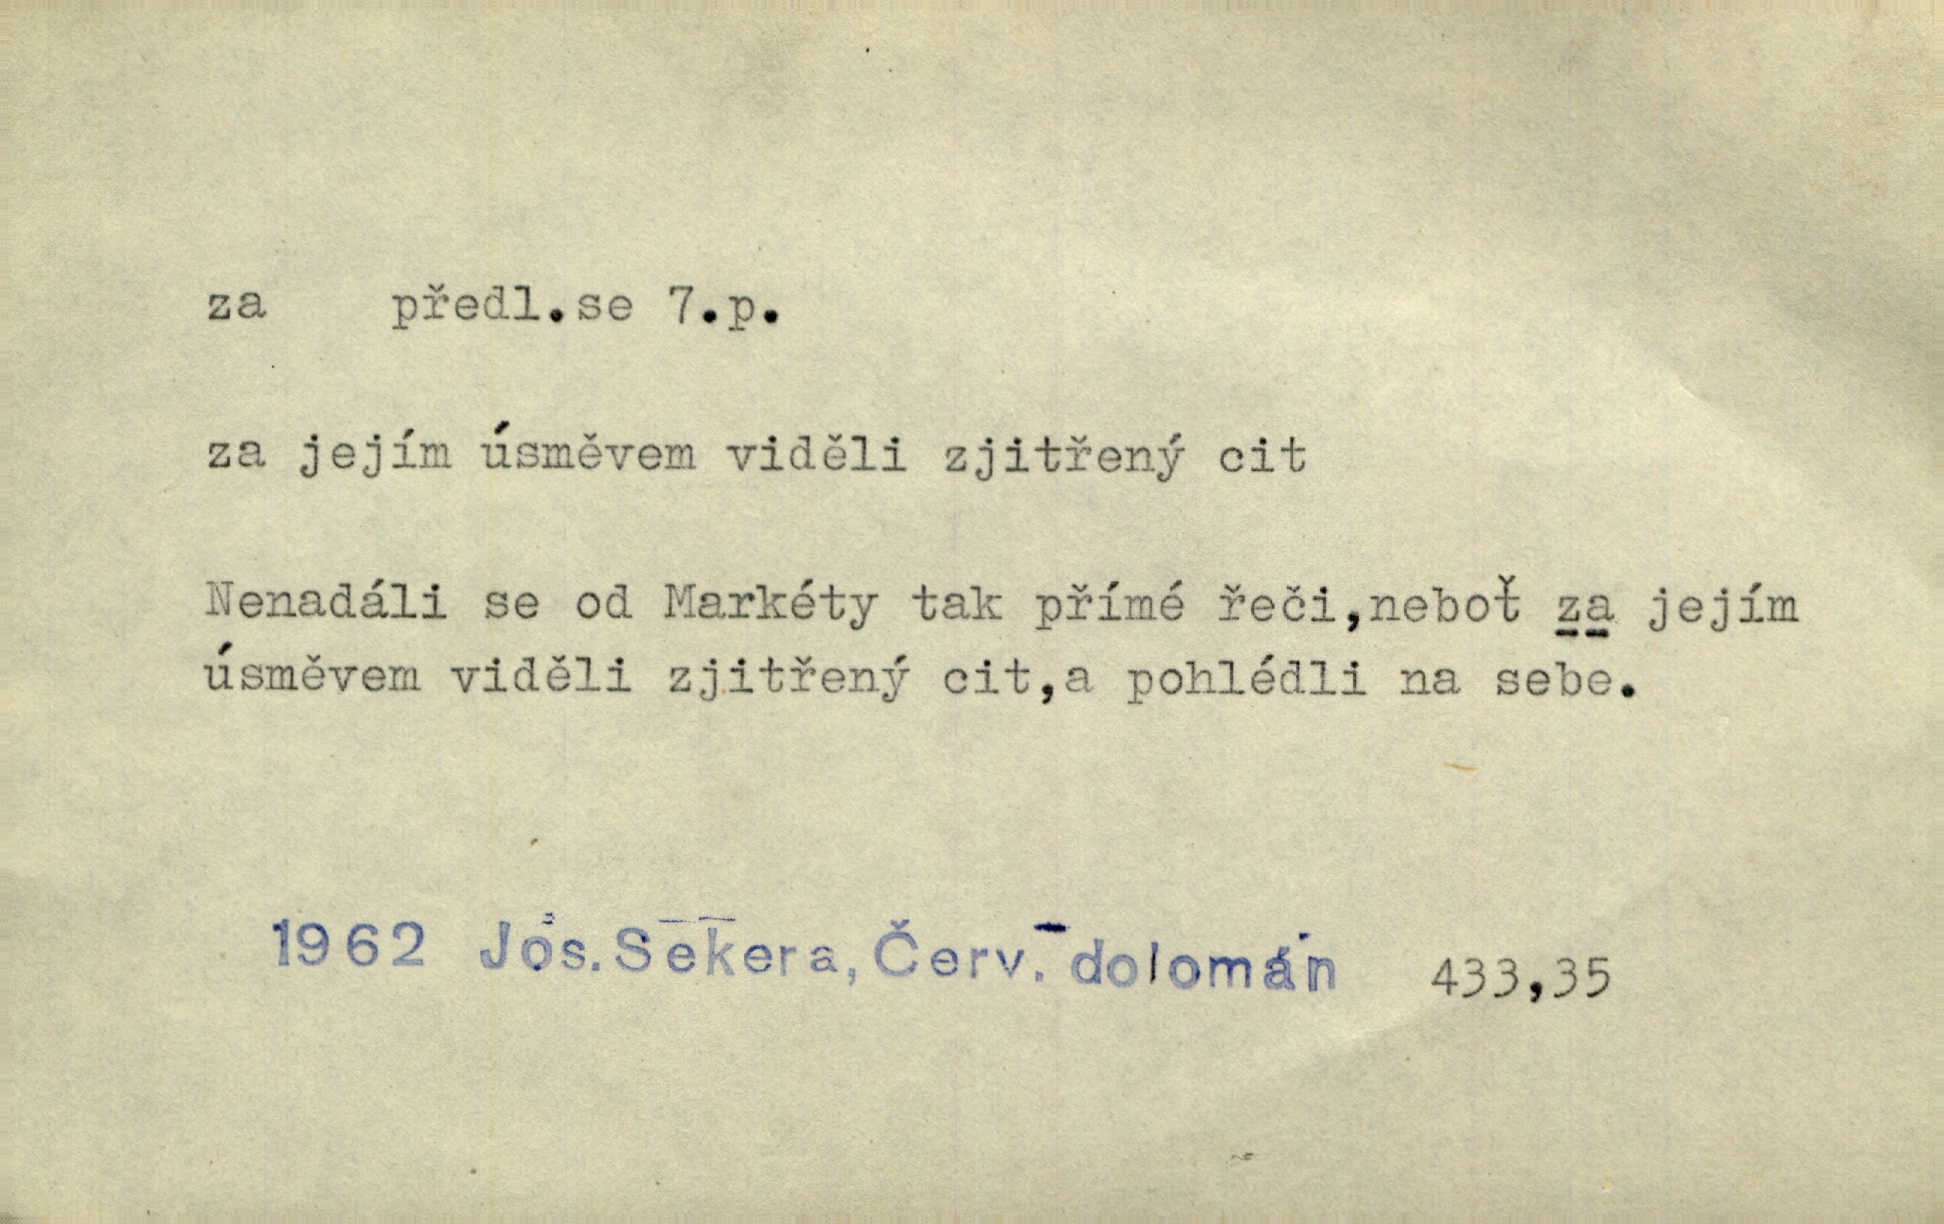 za předl.se 7.p.
za jejím úsměvem viděli zjitřený cit
Nenadáli se od Markéty tak přímé řeči,neboť za jejím
úsměvem viděli zjitřený cit,a pohlédli na sebe.
1962 Jos.Sekera,Červ. dolomán 433,35